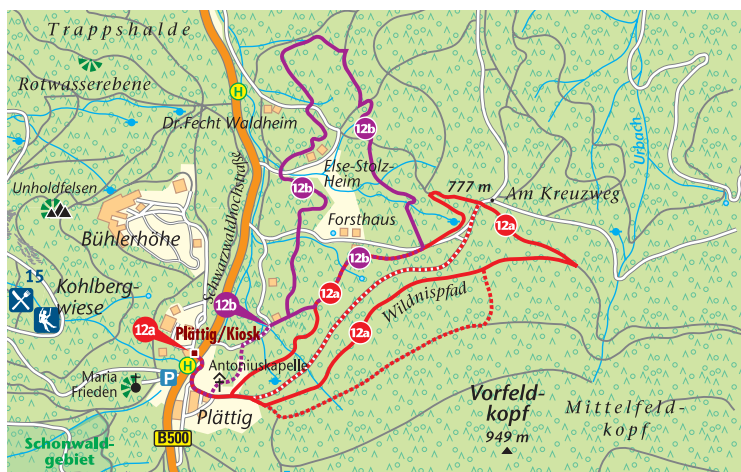 Trappshalde
Rotwasserebene
H
Dr. Fecht Waldheim
12b
Urbach
Else-Stolz-
Heim
777 m
Am Kreuzweg
Unholdfelsen
12b
Forsthaus
12a
Bühlerhöhe
Schwarzwaldhochstraße
12b
15
Kohlberg-
wiese
12a
Wildnispfad
12b
12a
Plättig/Kiosk
12a
H
Antoniuskapelle
Maria
Frieden
P
Plättig
Vorfeld-
kopf
949 m
Mittelfeld-
kopf
B500
Schonwald-
gebiet